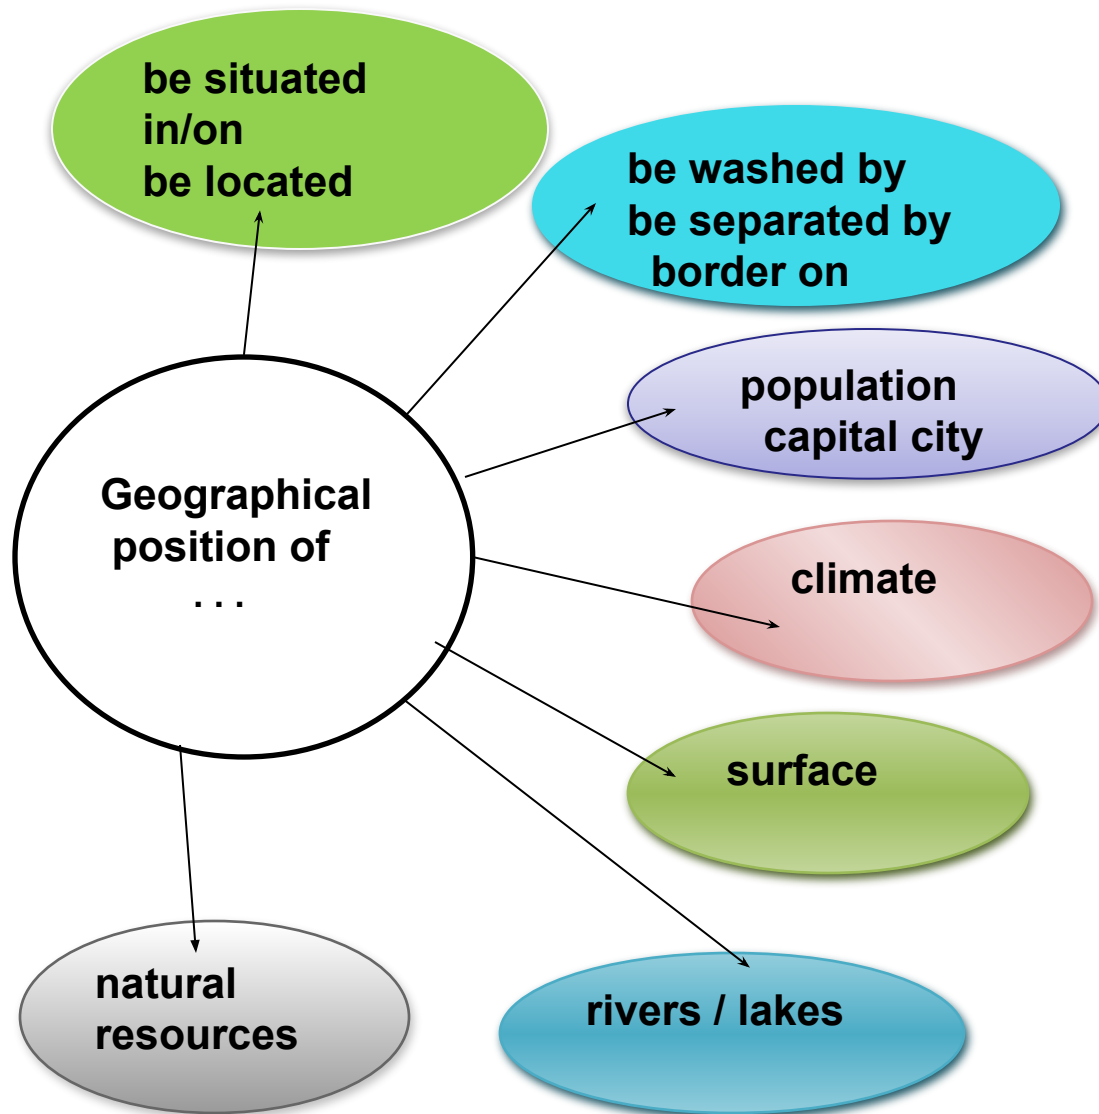 be situated
in/on
be located
be washed by
be separated by
border on
population
capital city
Geographical
position of
. . .
climate
surface
natural
resources
rivers / lakes